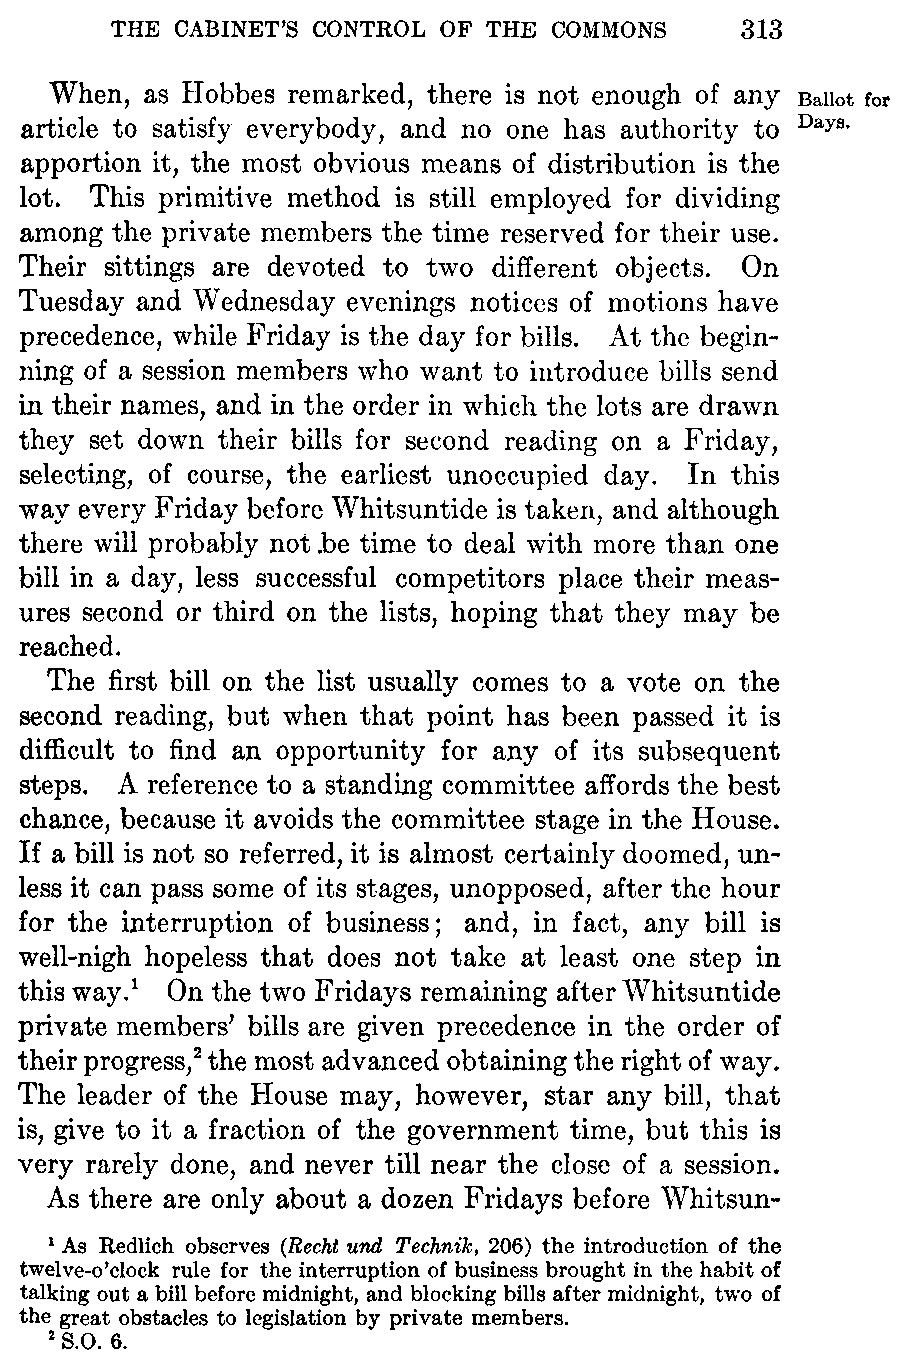 THE CABINET'S CONTROL OF THE COMMONS 313
When, as Hobbes remarked, there is not enough of any
article to satisfy everybody, and no one has authority to
apportion it, the most obvious means of distribution is the
lot. This primitive method is still employed for dividing
among the private members the time reserved for their use.
Their sittings are devoted to two different objects. On
Tuesday and Wednesday evenings notices of motions have
precedence, while Friday is the day for bills. At the begin-
ning of a session members who want to introduce bills send
in their names, and in the order in which the lots are drawn
they set down their bills for second reading on a Friday,
selecting, of course, the earliest unoccupied day. In this
way every Friday before Whitsuntide is taken, and although
there will probably not .be time to deal with more than one
bill in a day, less successful competitors place their meas-
ures second or third on the lists, hoping that they may be
reached.
Ballot for
Days.
The first bill on the list usually comes to a vote on the
second reading, but when that point has been passed it is
difficult to find an opportunity for any of its subsequent
steps. A reference to a standing committee affords the best
chance, because it avoids the committee stage in the House.
If a bill is not so referred, it is almost certainly doomed, un-
less it can pass some of its stages, unopposed, after the hour
for the interruption of business; and, in fact, any bill is
well-nigh hopeless that does not take at least one step in
this way.¹ On the two Fridays remaining after Whitsuntide
private members' bills are given precedence in the order of
their progress,² the most advanced obtaining the right of way.
The leader of the House may, however, star any bill, that
is, give to it a fraction of the government time, but this is
very rarely done, and never till near the close of a session.
As there are only about a dozen Fridays before Whitsun-
¹ As Redlich observes (Recht und Technik, 206) the introduction of the
twelve-o'clock rule for the interruption of business brought in the habit of
talking out a bill before midnight, and blocking bills after midnight, two of
the great obstacles to legislation by private members.
² S.O. 6.